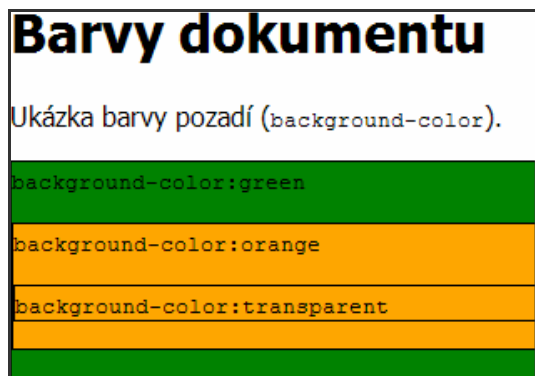 Barvy dokumentu
Ukázka barvy pozadí (background-color).
background-color:green
background-color:orange
background-color:transparent